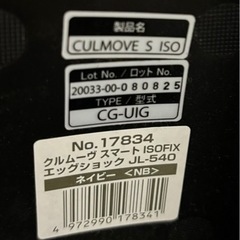 製品名
CULMOVE S ISO
Lot No. / ロット No.
20033-00-080825
TYPE / 型式
CG-UIG
No.17834
クルムーヴ スマート ISOFIX
エッグショック JL-540
ネイビー <NB>
4 972990 178341